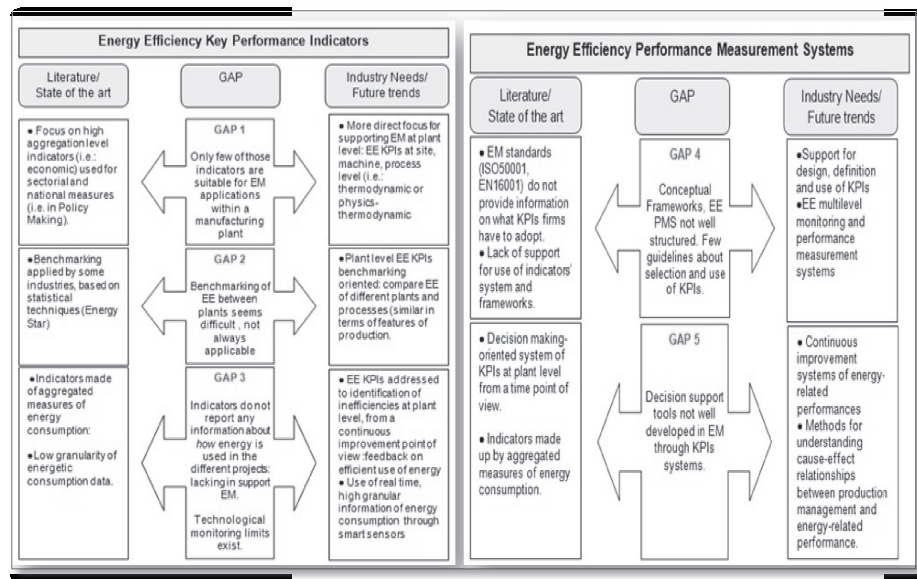 Energy Efficiency Key Performance Indicators
Literature/
State of the art
GAP
Industry Needs/
Future trends
• Focus on high
aggregation level
indicators (i.e.:
economic) used for
sectorial and
national measures
(i.e. in Policy
Making).
GAP 1
Only few of those
indicators are
suitable for EM
applications
within a
manufacturing
plant
• More direct focus for
supporting EM at plant
level: EE KPIs at site,
machine, process
level (i.e.:
thermodynamic or
physics-
thermodynamic
• Benchmarking
applied by some
industries, based on
statistical
techniques (Energy
Star)
GAP 2
Benchmarking of
EE between
plants seems
difficult , not
always
applicable
• Plant level EE KPIs
benchmarking
oriented: compare EE
of different plants and
processes (similar in
terms of features of
production.
• Indicators made
of aggregated
measures of
energy
consumption:
• Low granularity of
energetic
consumption data.
GAP 3
Indicators do not
report any
information about
how energy is
used in the
different projects:
lacking in support
EM.
Technological
monitoring limits
exist.
• EE KPIs addressed
to identification of
inefficiencies at plant
level, from a
continuous
improvement point of
view :feedback on
efficient use of energy
• Use of real time,
high granular
information of energy
consumption through
smart sensors
Energy Efficiency Performance Measurement Systems
Literature/
State of the art
GAP
Industry Needs/
Future trends
• EM standards
(ISO50001,
EN16001) do not
provide information
on what KPIs firms
have to adopt.
• Lack of support
for use of indicators'
system and
frameworks.
GAP 4
Conceptual
Frameworks, EE
PMS not well
structured. Few
guidelines about
selection and use
of KPIs.
•Support for
design, definition
and use of KPIs
•EE multilevel
monitoring and
performance
measurement
systems
• Decision making-
oriented system of
KPIs at plant level
from a time point of
view.
• Indicators made
up by aggregated
measures of energy
consumption.
GAP 5
Decision support
tools not well
developed in EM
through KPIs
systems.
• Continuous
improvement
systems of energy-
related
performances
• Methods for
understanding
cause-effect
relationships
between production
management and
energy-related
performance.